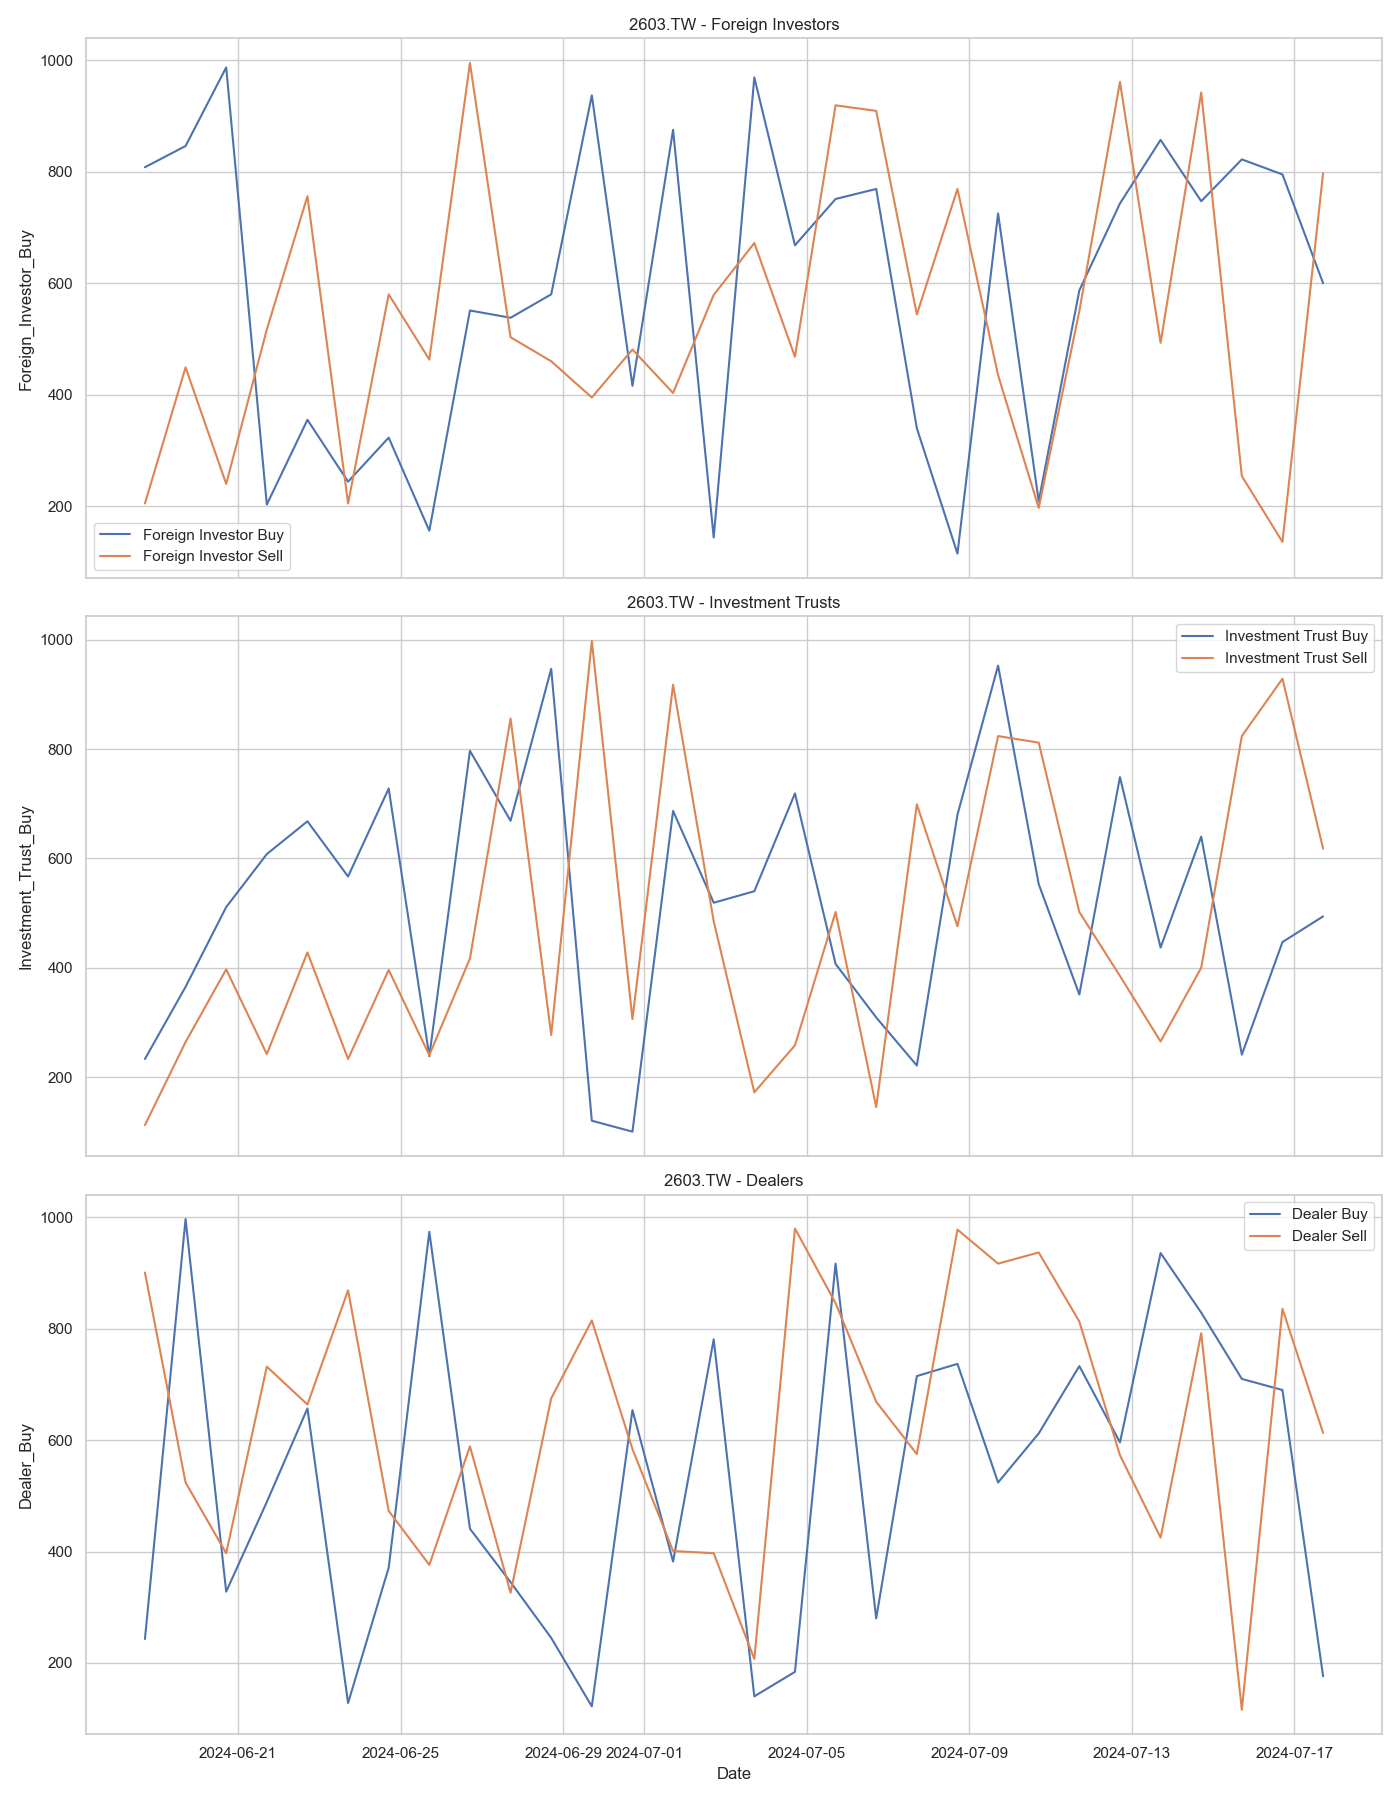 2603.TW - Foreign Investors
Foreign_Investor_Buy
1000
800
600
400
200
Foreign Investor Buy
Foreign Investor Sell
2603.TW - Investment Trusts
Investment_Trust_Buy
1000
800
600
400
200
Investment Trust Buy
Investment Trust Sell
2603.TW - Dealers
Dealer_Buy
1000
800
600
400
200
Dealer Buy
Dealer Sell
2024-06-21 2024-06-25 2024-06-29 2024-07-01 2024-07-05 2024-07-09 2024-07-13 2024-07-17
Date